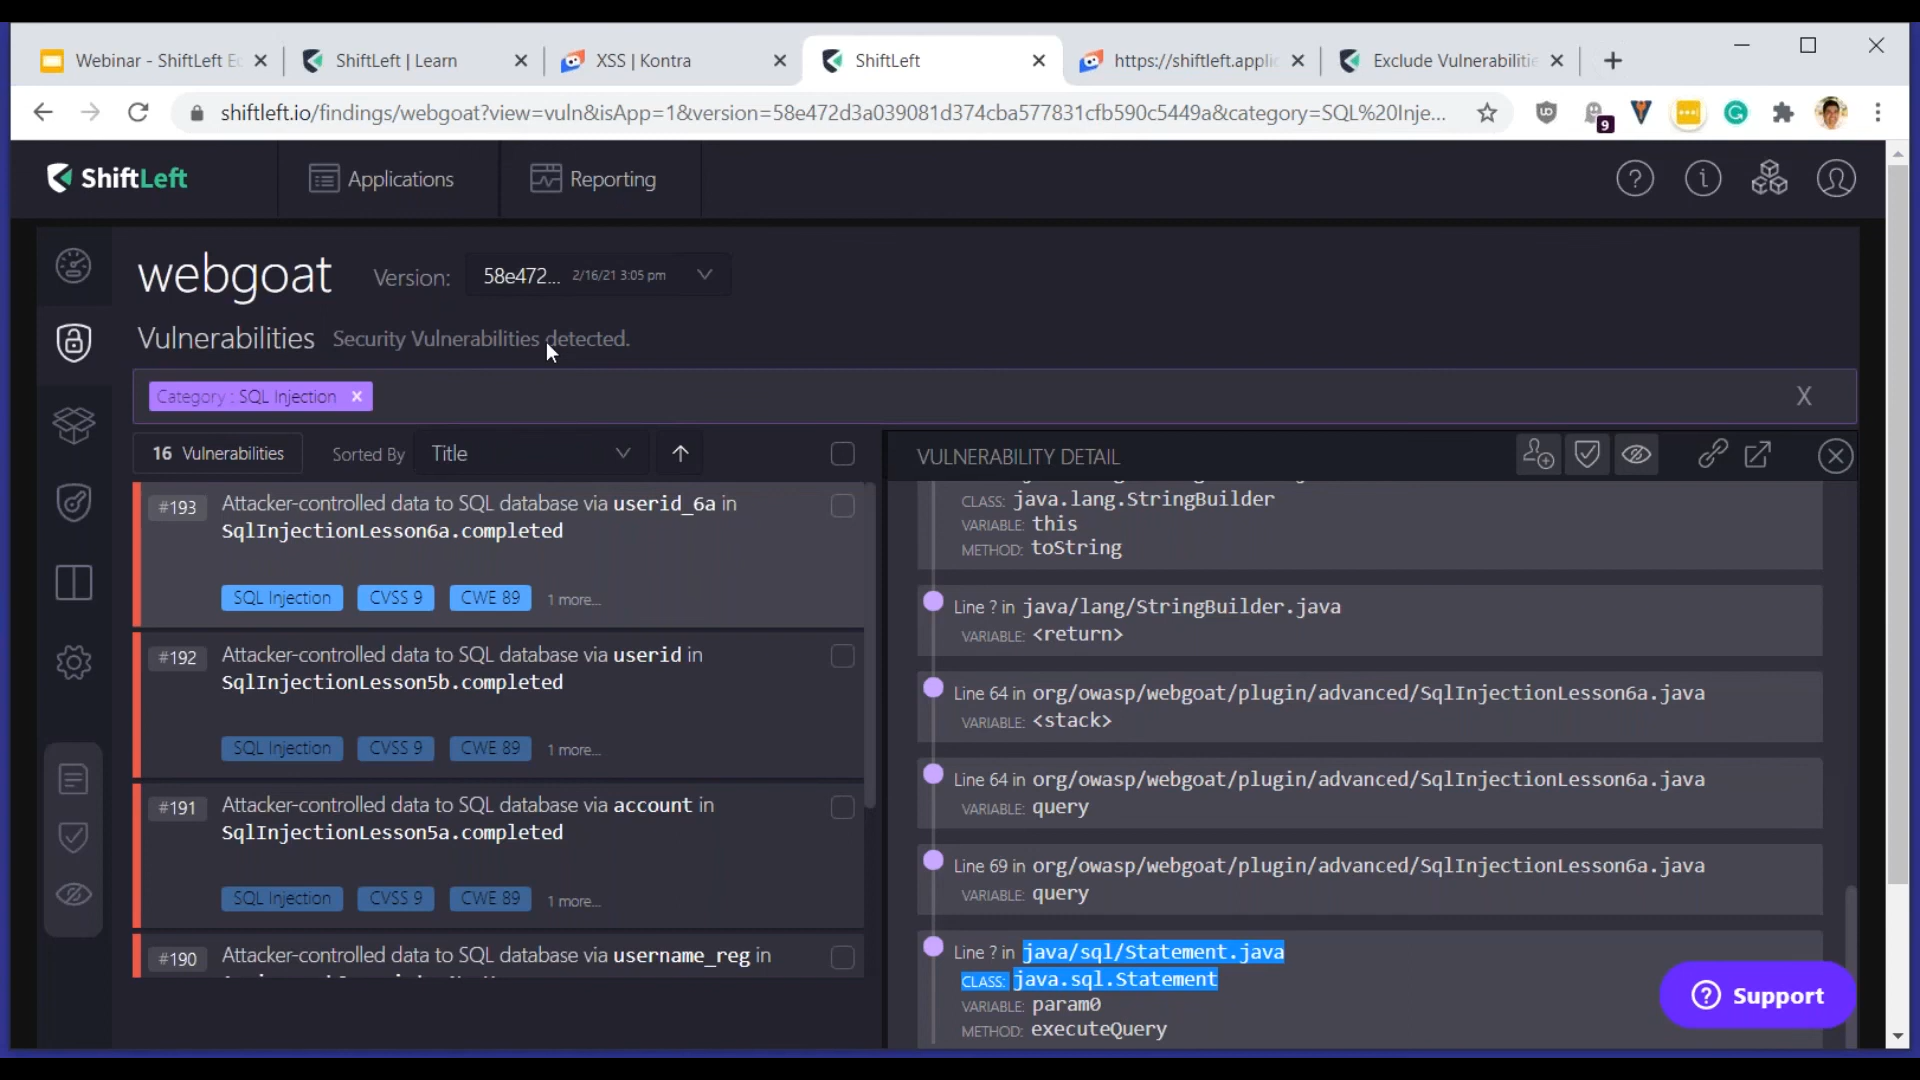 Webinar - ShiftLeft Ed
ShiftLeft | Learn
XSS | Kontra
ShiftLeft
https://shiftleft.applic
Exclude Vulnerabilitie
shiftleft.io/findings/webgoat?view=vuln&isApp=1&version=58e472d3a039081d374cba577831cfb590c5449a&category=SQL%20Inje...
9
ShiftLeft
Applications
Reporting
webgoat
Version:
58e472...
2/16/21 3:05 pm
Vulnerabilities
Security Vulnerabilities detected.
Category : SQL Injection x
X
16 Vulnerabilities
Sorted By
Title
VULNERABILITY DETAIL
#193
Attacker-controlled data to SQL database via userid_6a in
SqlInjectionLesson6a.completed
SQL Injection
CVSS 9
CWE 89
1 more...
#192
Attacker-controlled data to SQL database via userid in
SqlInjectionLesson5b.completed
SQL Injection
CVSS 9
CWE 89
1 more...
#191
Attacker-controlled data to SQL database via account in
SqlInjectionLesson5a.completed
SQL Injection
CVSS 9
CWE 89
1 more...
#190
Attacker-controlled data to SQL database via username_reg in
CLASS: java.lang.StringBuilder
VARIABLE: this
METHOD: toString
Line ? in java/lang/StringBuilder.java
VARIABLE: <return>
Line 64 in org/owasp/webgoat/plugin/advanced/SqlInjectionLesson6a.java
VARIABLE: <stack>
Line 64 in org/owasp/webgoat/plugin/advanced/SqlInjectionLesson6a.java
VARIABLE: query
Line 69 in org/owasp/webgoat/plugin/advanced/SqlInjectionLesson6a.java
VARIABLE: query
Line ? in java/sql/Statement.java
CLASS: java.sql.Statement
VARIABLE: param0
METHOD: executeQuery
Support